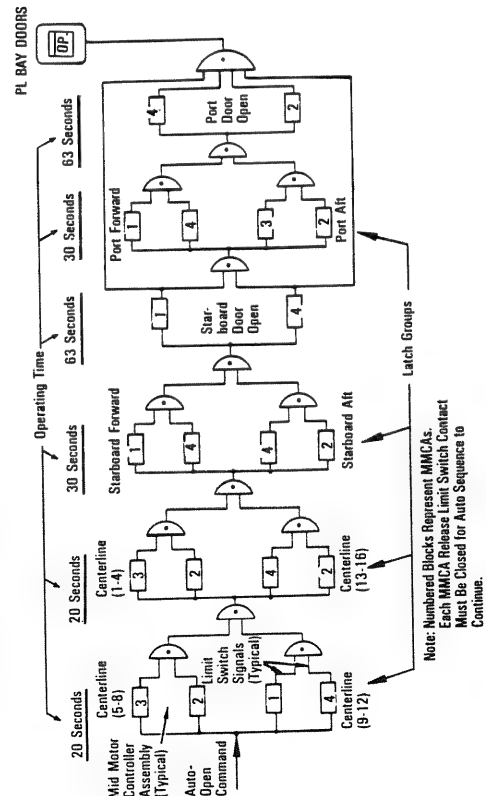 PL BAY DOORS
OP
Operating Time
20 Seconds
20 Seconds
30 Seconds
63 Seconds
30 Seconds
63 Seconds
Centerline
(5-8)
Centerline
(1-4)
Starboard Forward
Port Forward
Mid Motor
Controller
Assembly
(Typical)
3
2
Limit
Switch
Signals
(Typical)
Auto-
Open
Command
1
4
Centerline
(9-12)
3
2
4
2
Centerline
(13-16)
1
4
4
2
Starboard Aft
1
Star-
board
Door
Open
4
1
4
3
2
Port Aft
4
Port
Door
Open
2
Latch Groups
Note: Numbered Blocks Represent MMCAs.
Each MMCA Release Limit Switch Contact
Must Be Closed for Auto Sequence to
Continue.